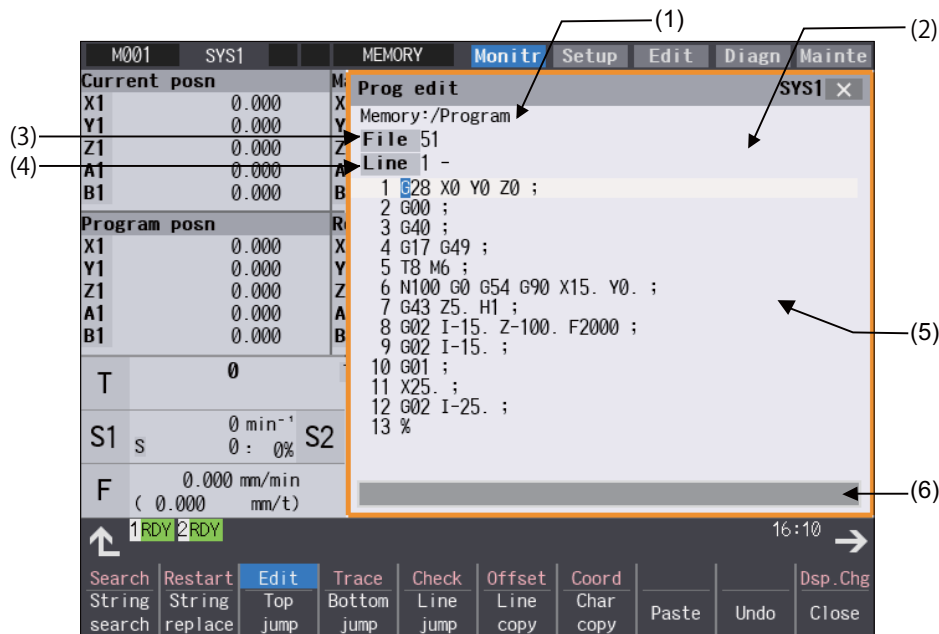 (1)
(2)
M001 SYS1 MEMORY Monitr Setup Edit Diagn Mainte
Current posn
X1 0.000
Y1 0.000
Z1 0.000
A1 0.000
B1 0.000
Program posn
X1 0.000
Y1 0.000
Z1 0.000
A1 0.000
B1 0.000
T 0
S1 S 0 min⁻¹ S2
0: 0%
F 0.000 mm/min
( 0.000 mm/t)
Ma
X
Y
Z
A
B
X
Y
Z
A
B
Prog edit SYS1 ×
Memory:/Program
(3)
File 51
(4)
Line 1 -
1 G28 X0 Y0 Z0 ;
2 G00 ;
3 G40 ;
4 G17 G49 ;
5 T8 M6 ;
6 N100 G0 G54 G90 X15. Y0. ;
7 G43 Z5. H1 ;
8 G02 I-15. Z-100. F2000 ;
9 G02 I-15. ;
10 G01 ;
11 X25. ;
12 G02 I-25. ;
13 %
(5)
(6)
1 RDY 2 RDY 16:10
Search Restart Edit Trace Check Offset Coord Dsp.Chg
String search
String replace
Top jump
Bottom jump
Line jump
Line copy
Char copy
Paste
Undo
Close